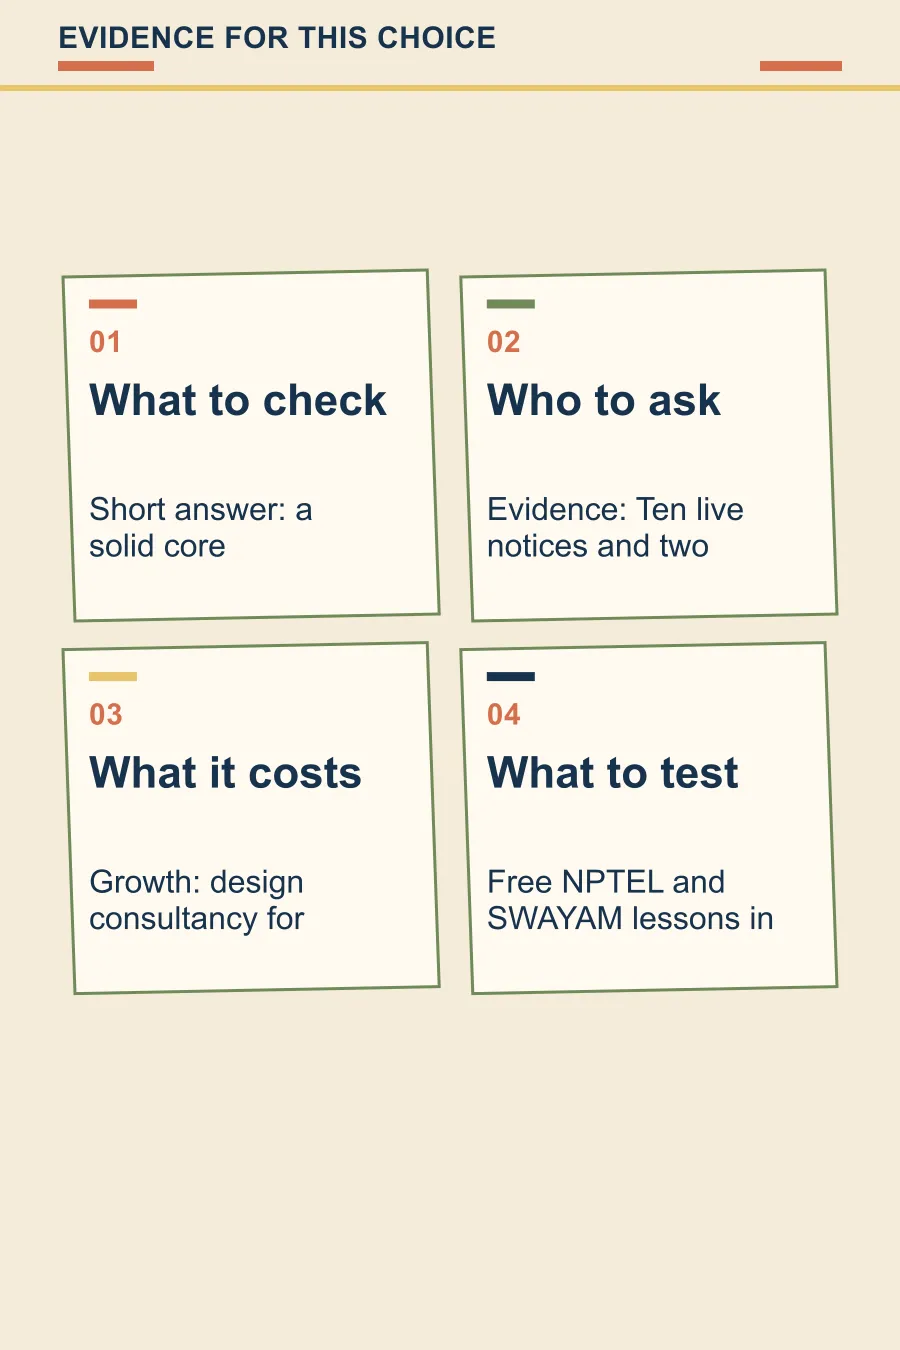 EVIDENCE FOR THIS CHOICE
01
What to check
Short answer: a
solid core
02
Who to ask
Evidence: Ten live
notices and two
03
What it costs
Growth: design
consultancy for
04
What to test
Free NPTEL and
SWAYAM lessons in